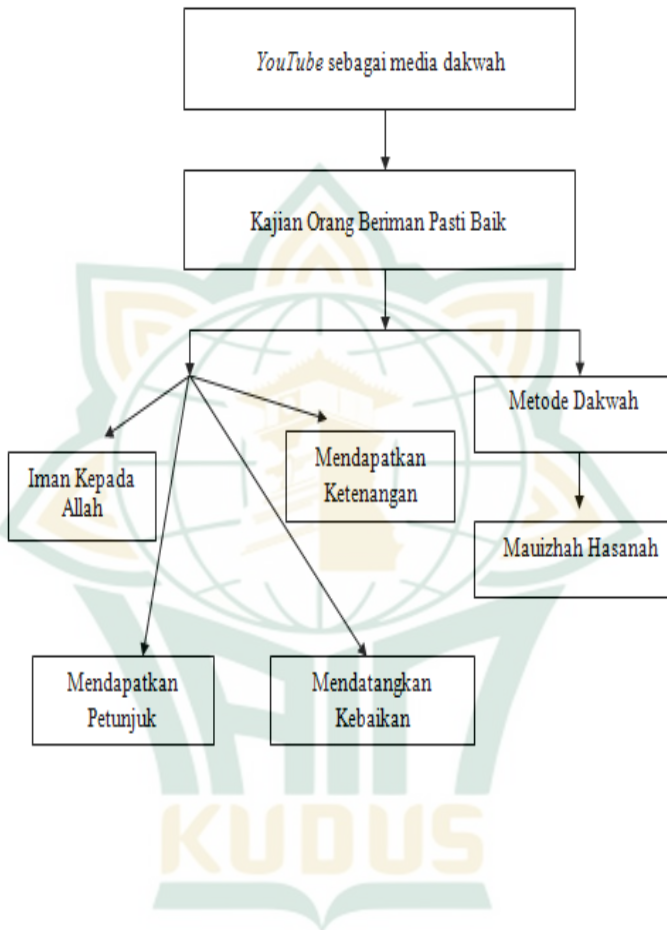 YouTube sebagai media dakwah
Kajian Orang Beriman Pasti Baik
Metode Dakwah
Iman Kepada
Allah
Mendapatkan
Ketenangan
Mauizhah Hasanah
Mendapatkan
Petunjuk
Mendatangkan
Kebaikan
IAIN
KUDUS